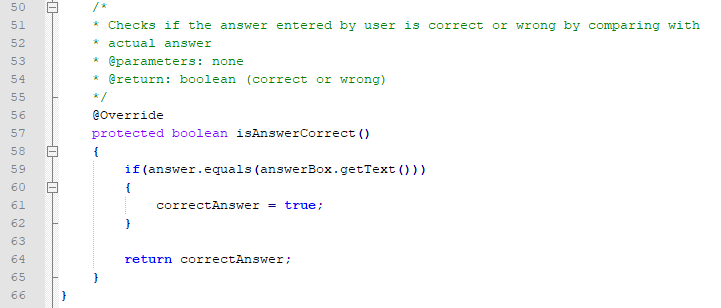 50 /*
51 * Checks if the answer entered by user is correct or wrong by comparing with
52 * actual answer
53 * @parameters: none
54 * @return: boolean (correct or wrong)
55 */
56 @Override
57 protected boolean isAnswerCorrect()
58 {
59 if(answer.equals(answerBox.getText()))
60 {
61 correctAnswer = true;
62 }
63
64 return correctAnswer;
65 }
66 }